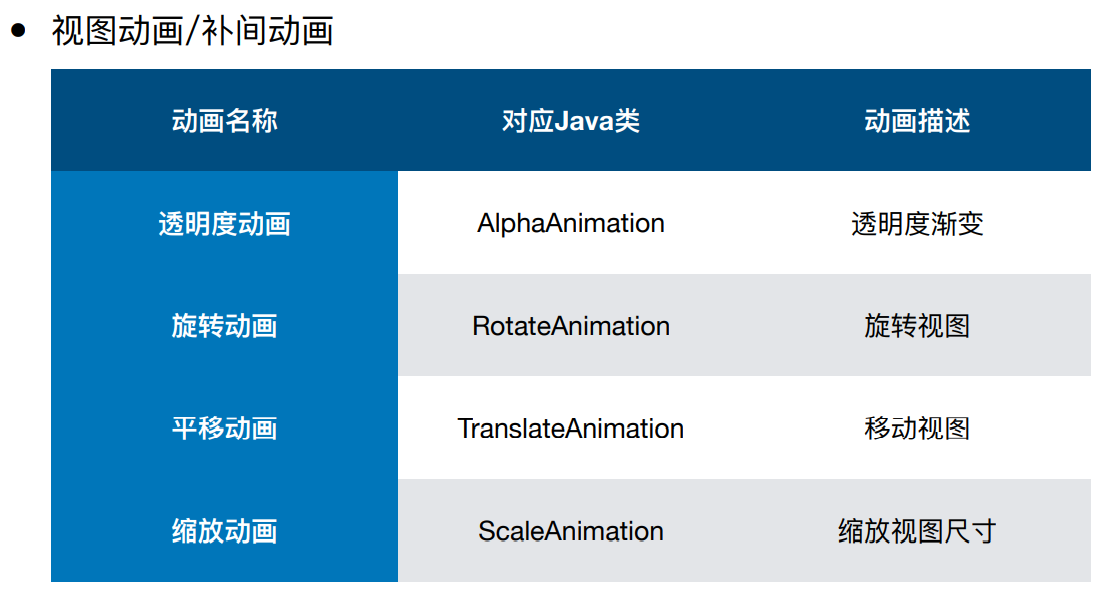 ● 视图动画/补间动画
动画名称 对应Java类 动画描述
透明度动画 AlphaAnimation 透明度渐变
旋转动画 RotateAnimation 旋转视图
平移动画 TranslateAnimation 移动视图
缩放动画 ScaleAnimation 缩放视图尺寸